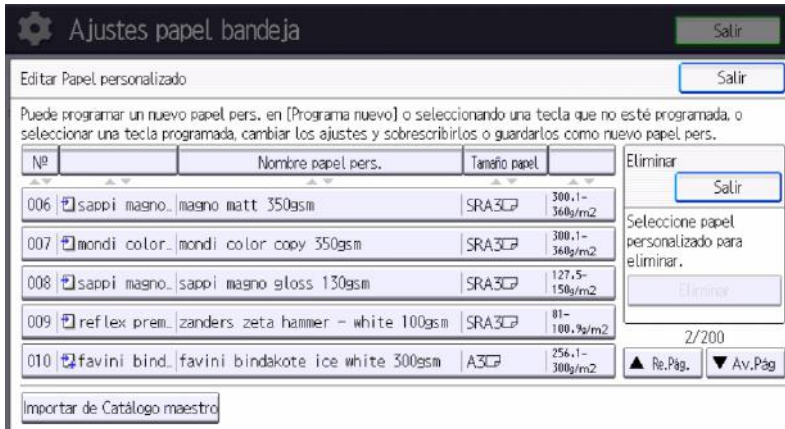 Ajustes papel bandeja
Salir
Editar Papel personalizado
Salir
Puede programar un nuevo papel pers. en [Programa nuevo] o seleccionando una tecla que no esté programada, o
seleccionar una tecla programada, cambiar los ajustes y sobrescribirlos o guardarlos como nuevo papel pers.
Nº Nombre papel pers. Tamaño papel
006 sappi magno… magno matt 350gsm SRA3 300.1-360g/m2
007 mondi color… mondi color copy 350gsm SRA3 300.1-360g/m2
008 sappi magno… sappi magno gloss 130gsm SRA3 127.5-150g/m2
009 reflex prem… zanders zeta hammer - white 100gsm SRA3 81-100.9g/m2
010 favini bind… favini bindakote ice white 300gsm A3 256.1-300g/m2
Eliminar
Salir
Seleccione papel
personalizado para
eliminar.
Eliminar
2/200
▲ Re.Pág. ▼ Av.Pág
Importar de Catálogo maestro